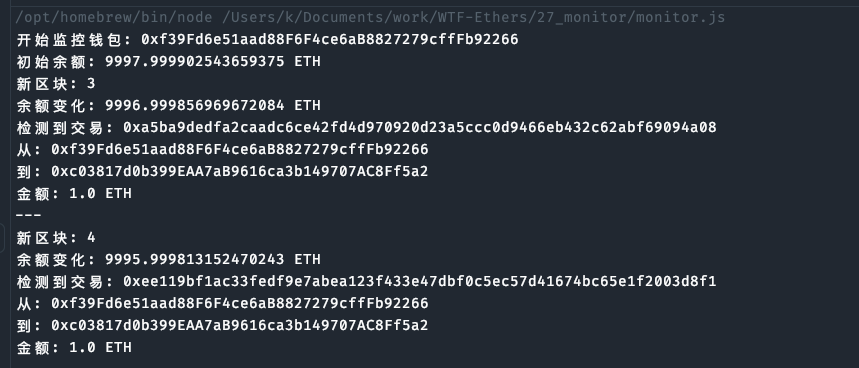 /opt/homebrew/bin/node /Users/k/Documents/work/WTF-Ethers/27_monitor/monitor.js
开始监控钱包: 0xf39Fd6e51aad88F6F4ce6aB8827279cffFb92266
初始余额: 9997.999902543659375 ETH
新区块: 3
余额变化: 9996.999856969672084 ETH
检测到交易: 0xa5ba9dedfa2caadc6ce42fd4d970920d23a5ccc0d9466eb432c62abf69094a08
从: 0xf39Fd6e51aad88F6F4ce6aB8827279cffFb92266
到: 0xc03817d0b399EAA7aB9616ca3b149707AC8Ff5a2
金额: 1.0 ETH
---
新区块: 4
余额变化: 9995.999813152470243 ETH
检测到交易: 0xee119bf1ac33fedf9e7abea123f433e47dbf0c5ec57d41674bc65e1f2003d8f1
从: 0xf39Fd6e51aad88F6F4ce6aB8827279cffFb92266
到: 0xc03817d0b399EAA7aB9616ca3b149707AC8Ff5a2
金额: 1.0 ETH